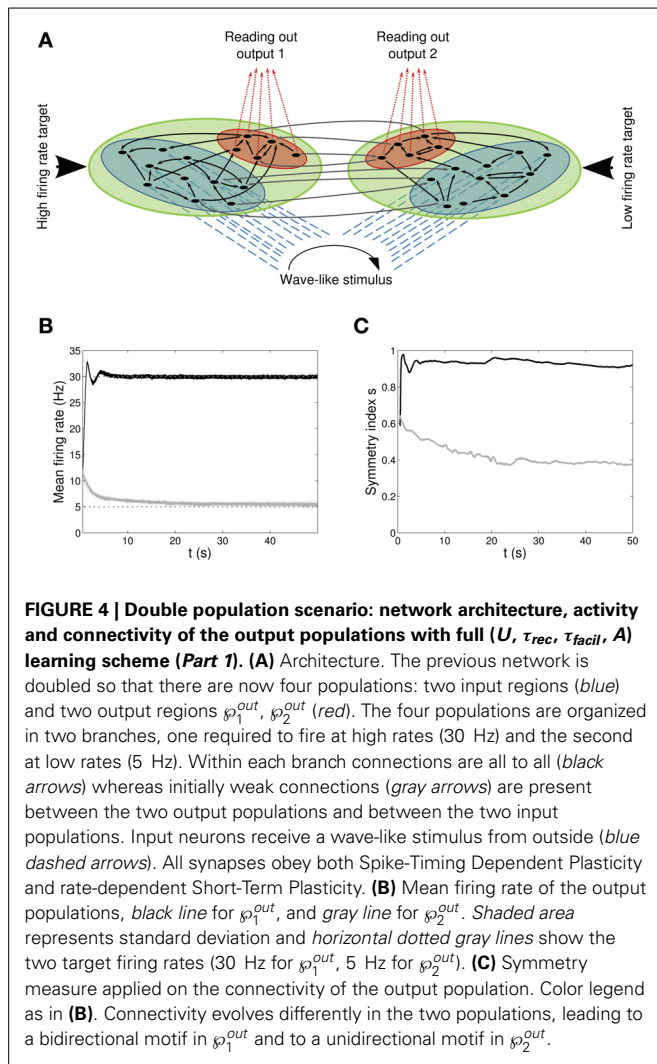 A
Reading out
output 1
Reading out
output 2
High firing rate target
Low firing rate target
Wave-like stimulus
B
35
30
25
20
15
10
5
0
Mean firing rate (Hz)
10
20
30
40
t (s)
C
1
0.8
0.6
0.4
0.2
0
Symmetry index s
0
10
20
30
40
50
t (s)
FIGURE 4 | Double population scenario: network architecture, activity
and connectivity of the output populations with full (U, τrec, τfacil, A)
learning scheme (Part 1). (A) Architecture. The previous network is
doubled so that there are now four populations: two input regions (blue)
and two output regions ℘₁ᵒᵘᵗ, ℘₂ᵒᵘᵗ (red). The four populations are organized
in two branches, one required to fire at high rates (30 Hz) and the second
at low rates (5 Hz). Within each branch connections are all to all (black
arrows) whereas initially weak connections (gray arrows) are present
between the two output populations and between the two input
populations. Input neurons receive a wave-like stimulus from outside (blue
dashed arrows). All synapses obey both Spike-Timing Dependent Plasticity
and rate-dependent Short-Term Plasticity. (B) Mean firing rate of the output
populations, black line for ℘₁ᵒᵘᵗ, and gray line for ℘₂ᵒᵘᵗ. Shaded area
represents standard deviation and horizontal dotted gray lines show the
two target firing rates (30 Hz for ℘₁ᵒᵘᵗ, 5 Hz for ℘₂ᵒᵘᵗ). (C) Symmetry
measure applied on the connectivity of the output population. Color legend
as in (B). Connectivity evolves differently in the two populations, leading to
a bidirectional motif in ℘₁ᵒᵘᵗ and to a unidirectional motif in ℘₂ᵒᵘᵗ.